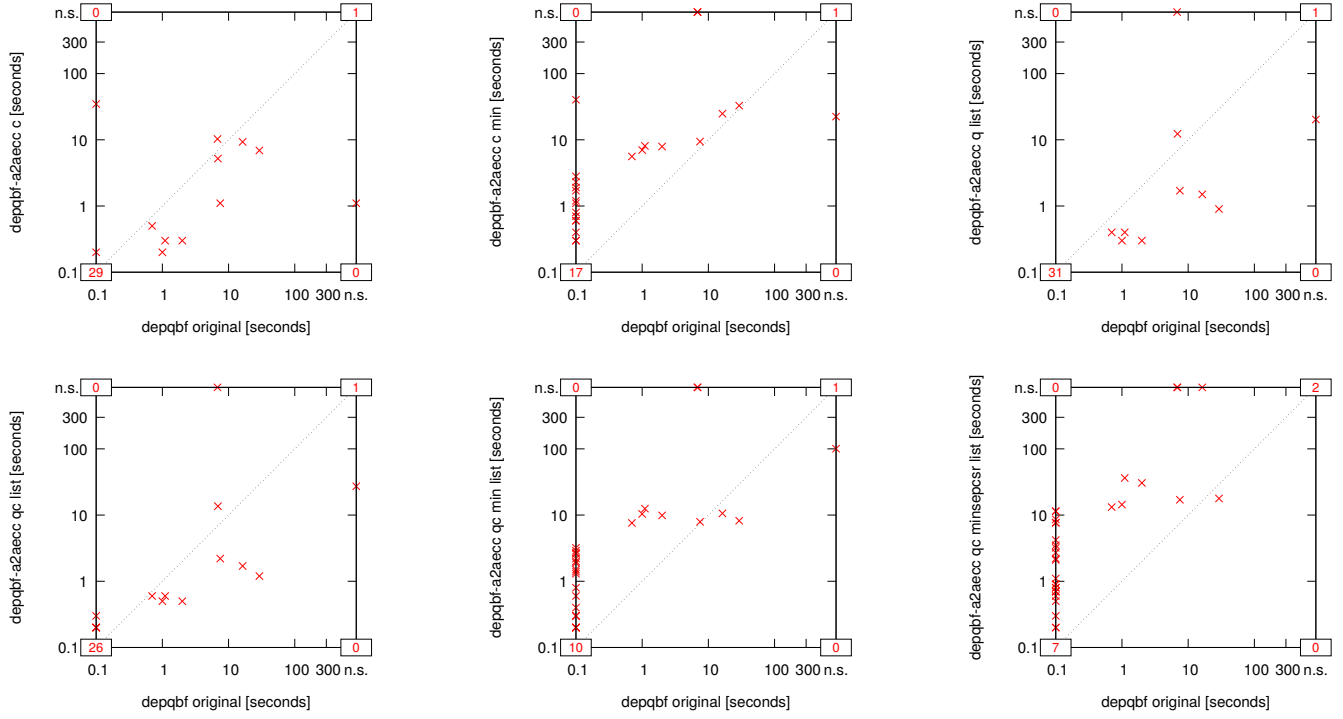 n.s. 0 1
300
100
10
1
0.1 29 0
0.1 1 10 100 300 n.s.
depqbf original [seconds]
depqbf-a2aecc c [seconds]
n.s. 0 1
300
100
10
1
0.1 17 0
0.1 1 10 100 300 n.s.
depqbf original [seconds]
depqbf-a2aecc c min [seconds]
n.s. 0 1
300
100
10
1
0.1 31 0
0.1 1 10 100 300 n.s.
depqbf original [seconds]
depqbf-a2aecc q list [seconds]
n.s. 0 1
300
100
10
1
0.1 26 0
0.1 1 10 100 300 n.s.
depqbf original [seconds]
depqbf-a2aecc qc list [seconds]
n.s. 0 1
300
100
10
1
0.1 10 0
0.1 1 10 100 300 n.s.
depqbf original [seconds]
depqbf-a2aecc qc min list [seconds]
n.s. 0 2
300
100
10
1
0.1 7 0
0.1 1 10 100 300 n.s.
depqbf original [seconds]
depqbf-a2aecc qc minsepcsr list [seconds]